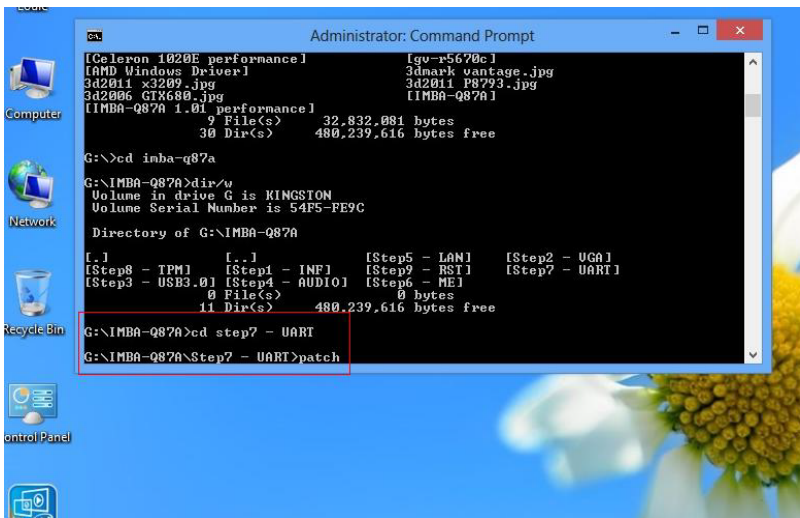 Administrator: Command Prompt
[Celeron 1020E performance] [gv-r5670c]
[AMD Windows Driver] 3dmark vantage.jpg
3d2011 x3209.jpg 3d2011 P8793.jpg
3d2006 GTX680.jpg [IMBA-Q87A]
[IMBA-Q87A 1.01 performance]
9 File(s) 32,832,081 bytes
30 Dir(s) 480,239,616 bytes free
G:\>cd imba-q87a
G:\IMBA-Q87A>dir/w
Volume in drive G is KINGSTON
Volume Serial Number is 54F5-FE9C
Directory of G:\IMBA-Q87A
[.] [..] [Step5 - LAN] [Step2 - VGA]
[Step8 - TPM] [Step1 - INF] [Step9 - RST] [Step7 - UART]
[Step3 - USB3.0] [Step4 - AUDIO] [Step6 - ME]
0 File(s) 0 bytes
11 Dir(s) 480,239,616 bytes free
G:\IMBA-Q87A>cd step7 - UART
G:\IMBA-Q87A\Step7 - UART>patch
Computer
Network
Recycle Bin
ontrol Panel